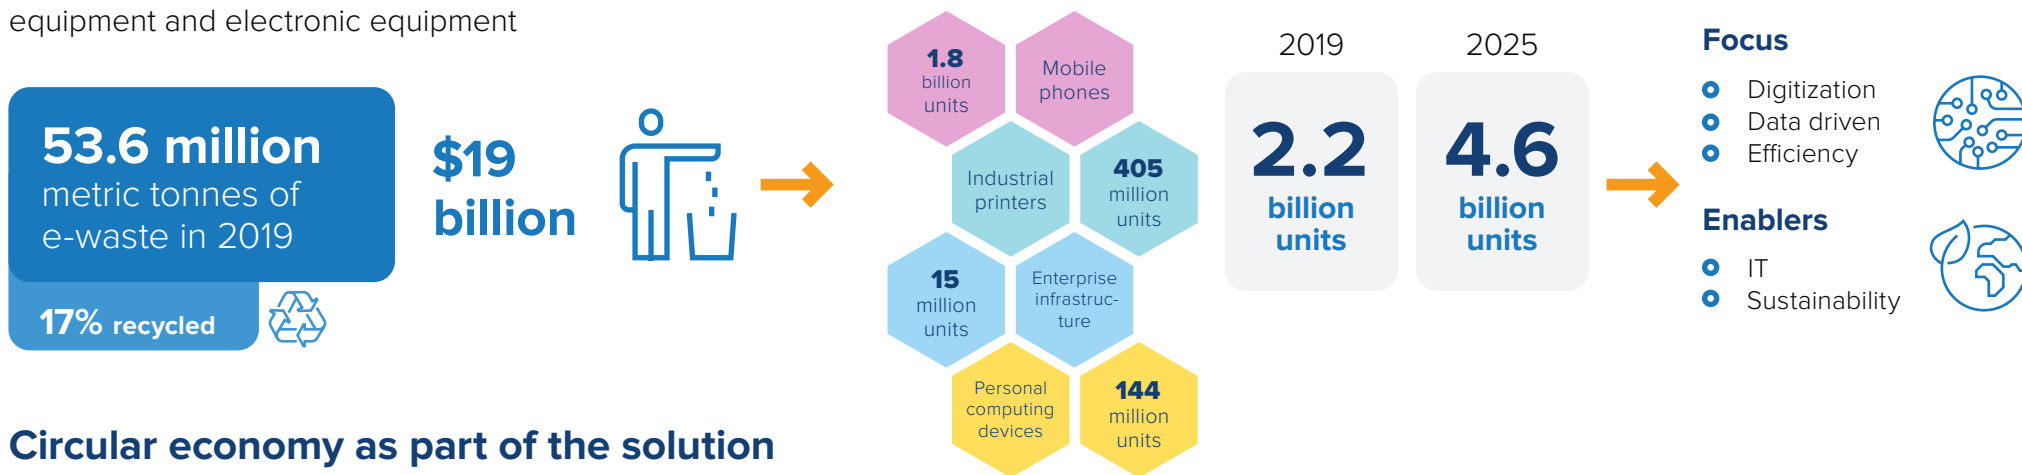 equipment and electronic equipment
53.6 million
metric tonnes of
e-waste in 2019
17% recycled
$19
billion
1.8
billion
units
Mobile
phones
Industrial
printers
405
million
units
15
million
units
Enterprise
infrastruc-
ture
Personal
computing
devices
144
million
units
2019
2.2
billion
units
2025
4.6
billion
units
Focus
Digitization
Data driven
Efficiency
Enablers
IT
Sustainability
Circular economy as part of the solution